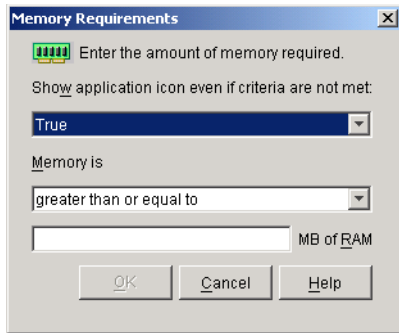 Memory Requirements
Enter the amount of memory required.
Show application icon even if criteria are not met:
True
Memory is
greater than or equal to
MB of RAM
OK Cancel Help